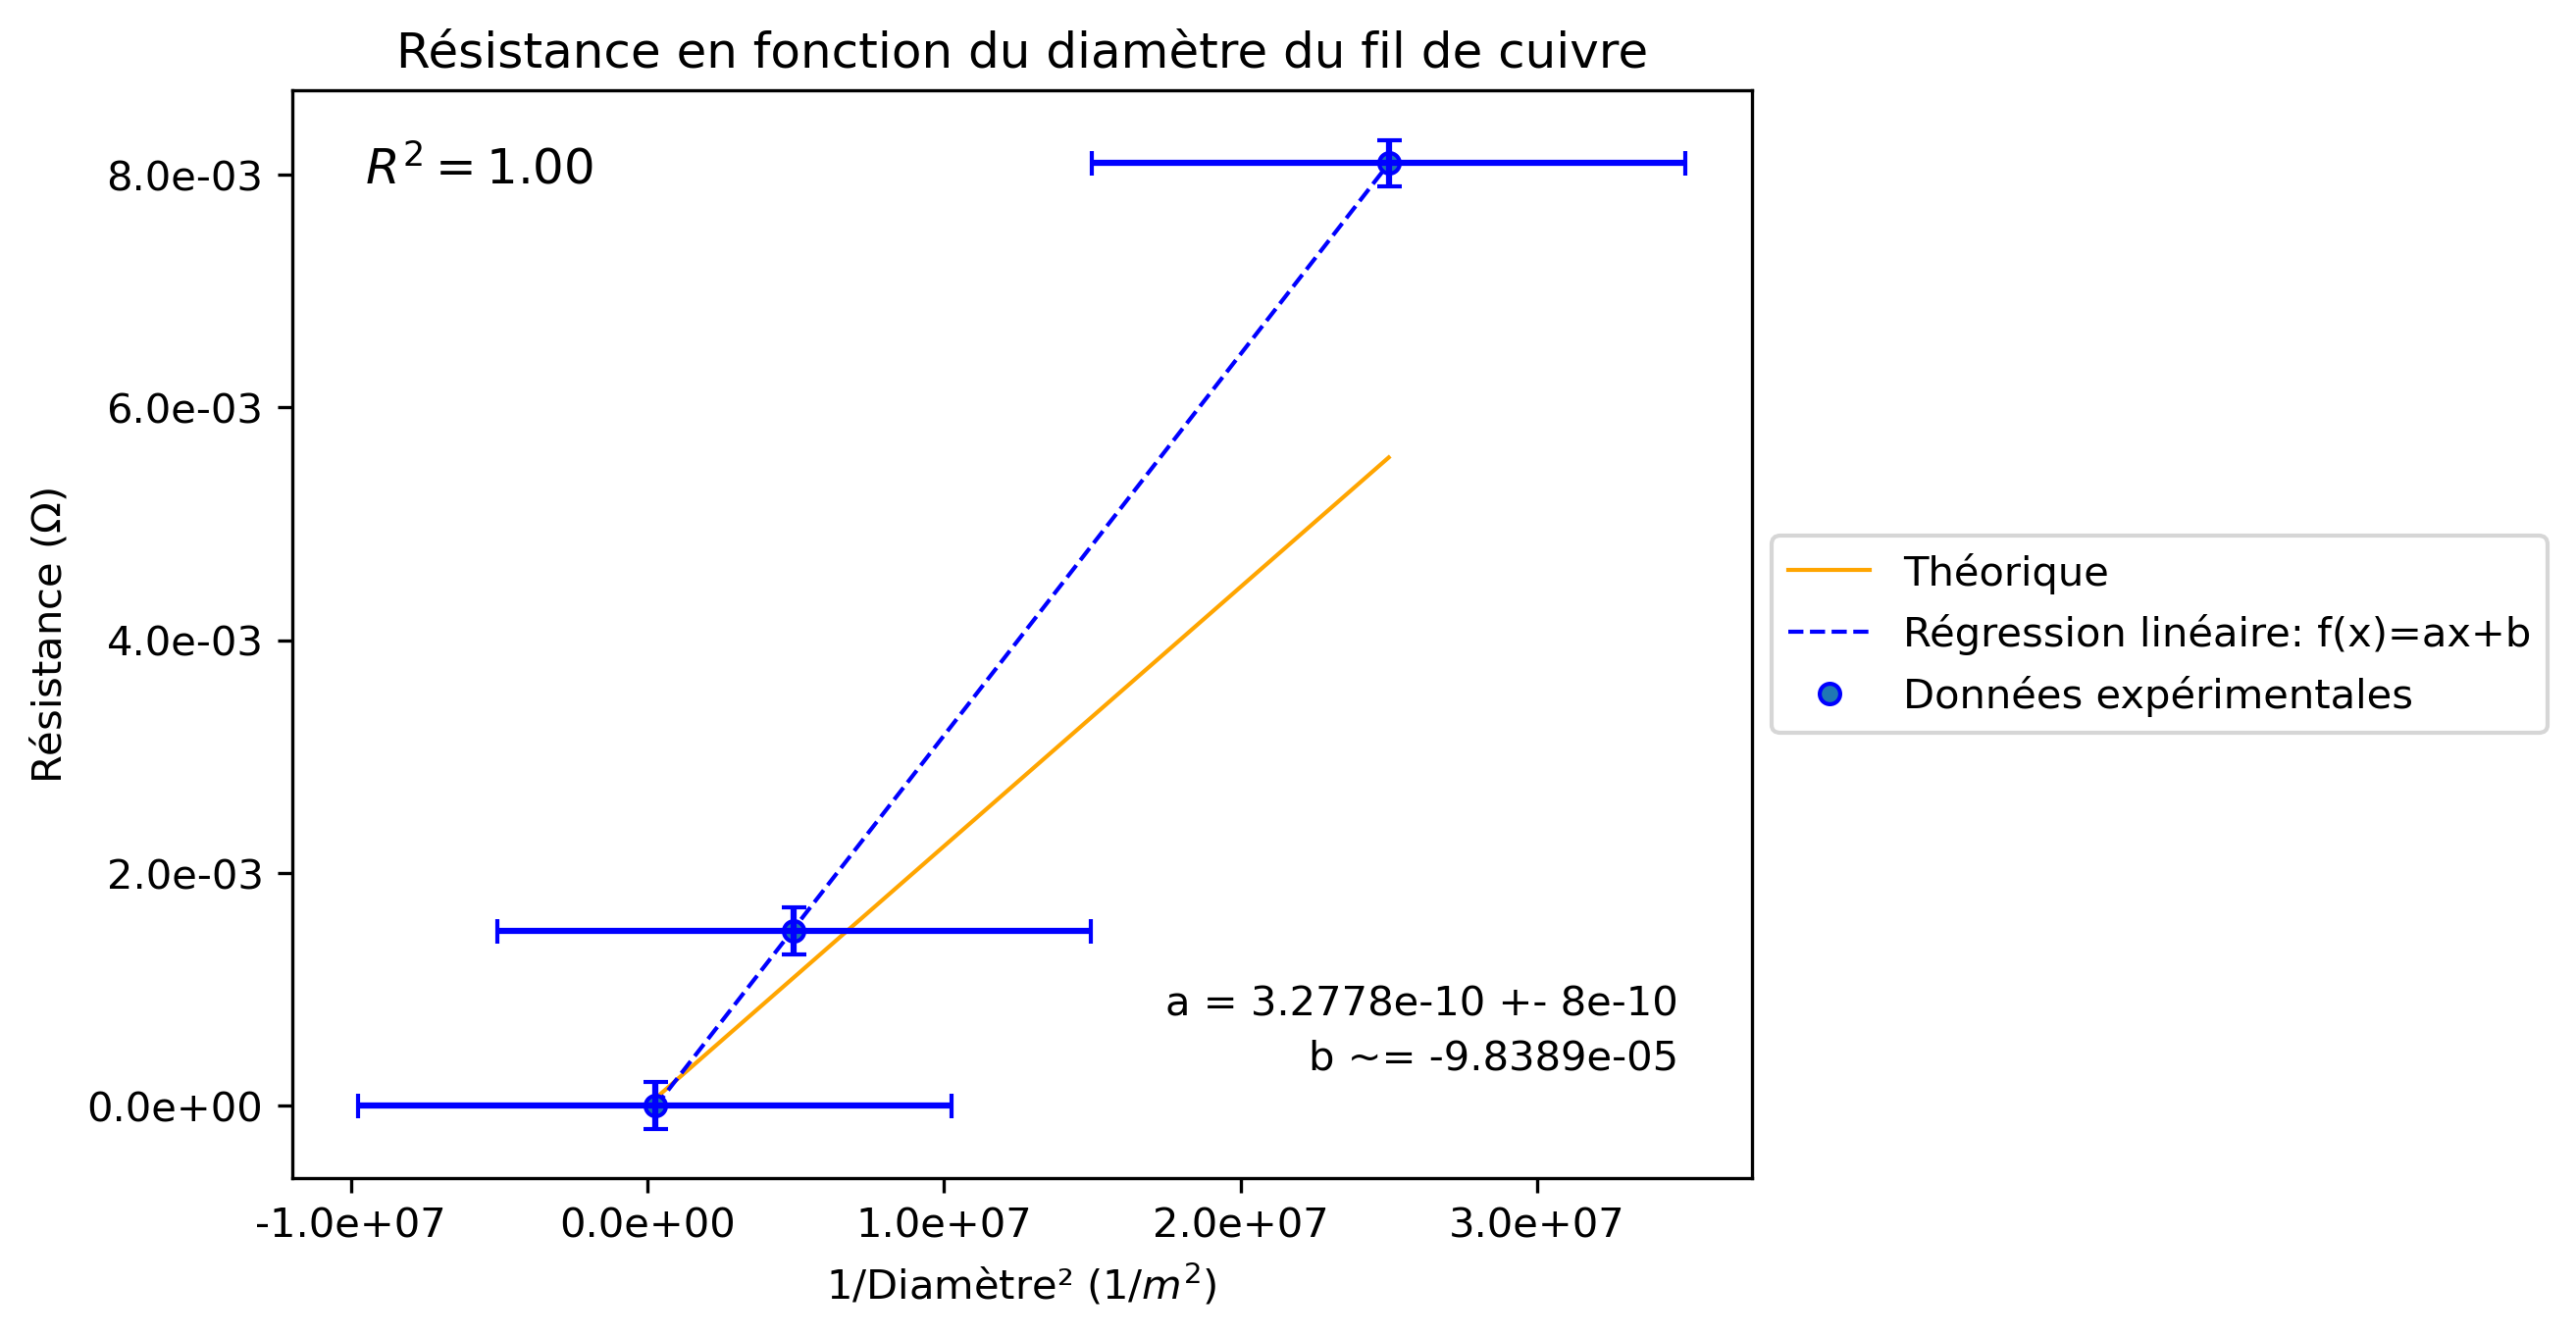 Résistance en fonction du diamètre du fil de cuivre
R² = 1.00
8.0e-03
6.0e-03
4.0e-03
2.0e-03
0.0e+00
Résistance (Ω)
a = 3.2778e-10 +- 8e-10
b ~= -9.8389e-05
-1.0e+07
0.0e+00
1.0e+07
2.0e+07
3.0e+07
1/Diamètre² (1/m²)
Théorique
Régression linéaire: f(x)=ax+b
Données expérimentales